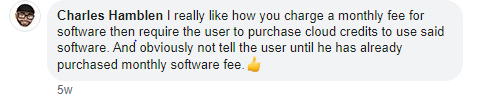 Charles Hamblen I really like how you charge a monthly fee for
software then require the user to purchase cloud credits to use said
software. And obviously not tell the user until he has already
purchased monthly software fee.👍
5w